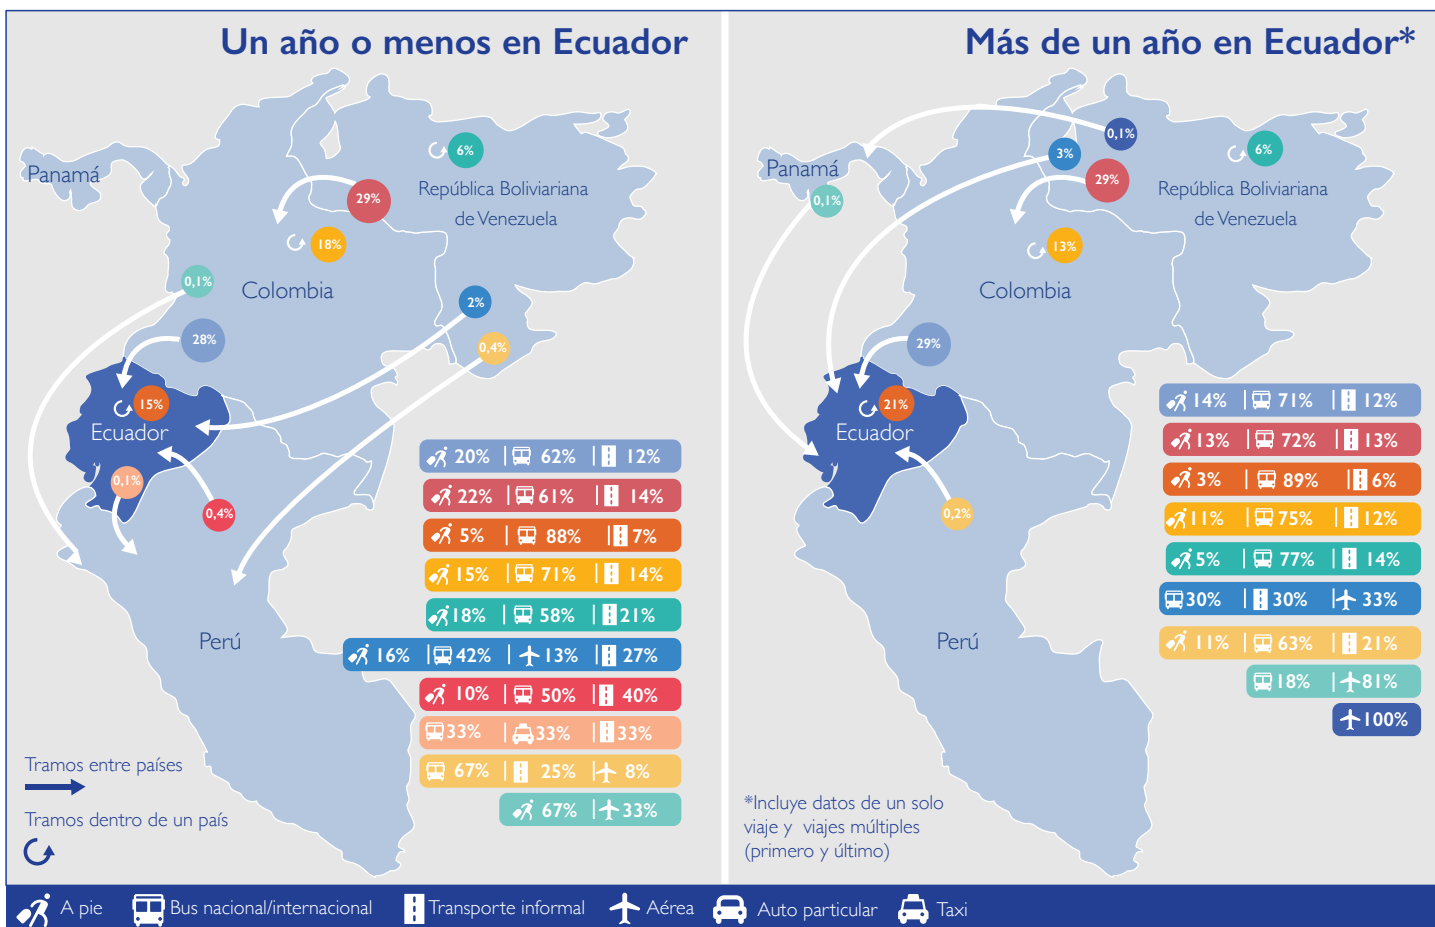 Un año o menos en Ecuador
6%
Panamá
República Boliviariana
de Venezuela
29%
18%
0,1%
Colombia
2%
28%
0,4%
15%
Ecuador
0,1%
0,4%
Perú
20% 62% 12%
22% 61% 14%
5% 88% 7%
15% 71% 14%
18% 58% 21%
16% 42% 13% 27%
10% 50% 40%
33% 33% 33%
67% 25% 8%
67% 33%
Tramos entre países
Tramos dentro de un país
Más de un año en Ecuador*
0,1%
3%
6%
Panamá
29%
República Boliviariana
de Venezuela
0,1%
13%
Colombia
29%
21%
Ecuador
0,2%
Perú
14% 71% 12%
13% 72% 13%
3% 89% 6%
11% 75% 12%
5% 77% 14%
30% 30% 33%
11% 63% 21%
18% 81%
100%
*Incluye datos de un solo
viaje y viajes múltiples
(primero y último)
A pie Bus nacional/internacional Transporte informal Aérea Auto particular Taxi